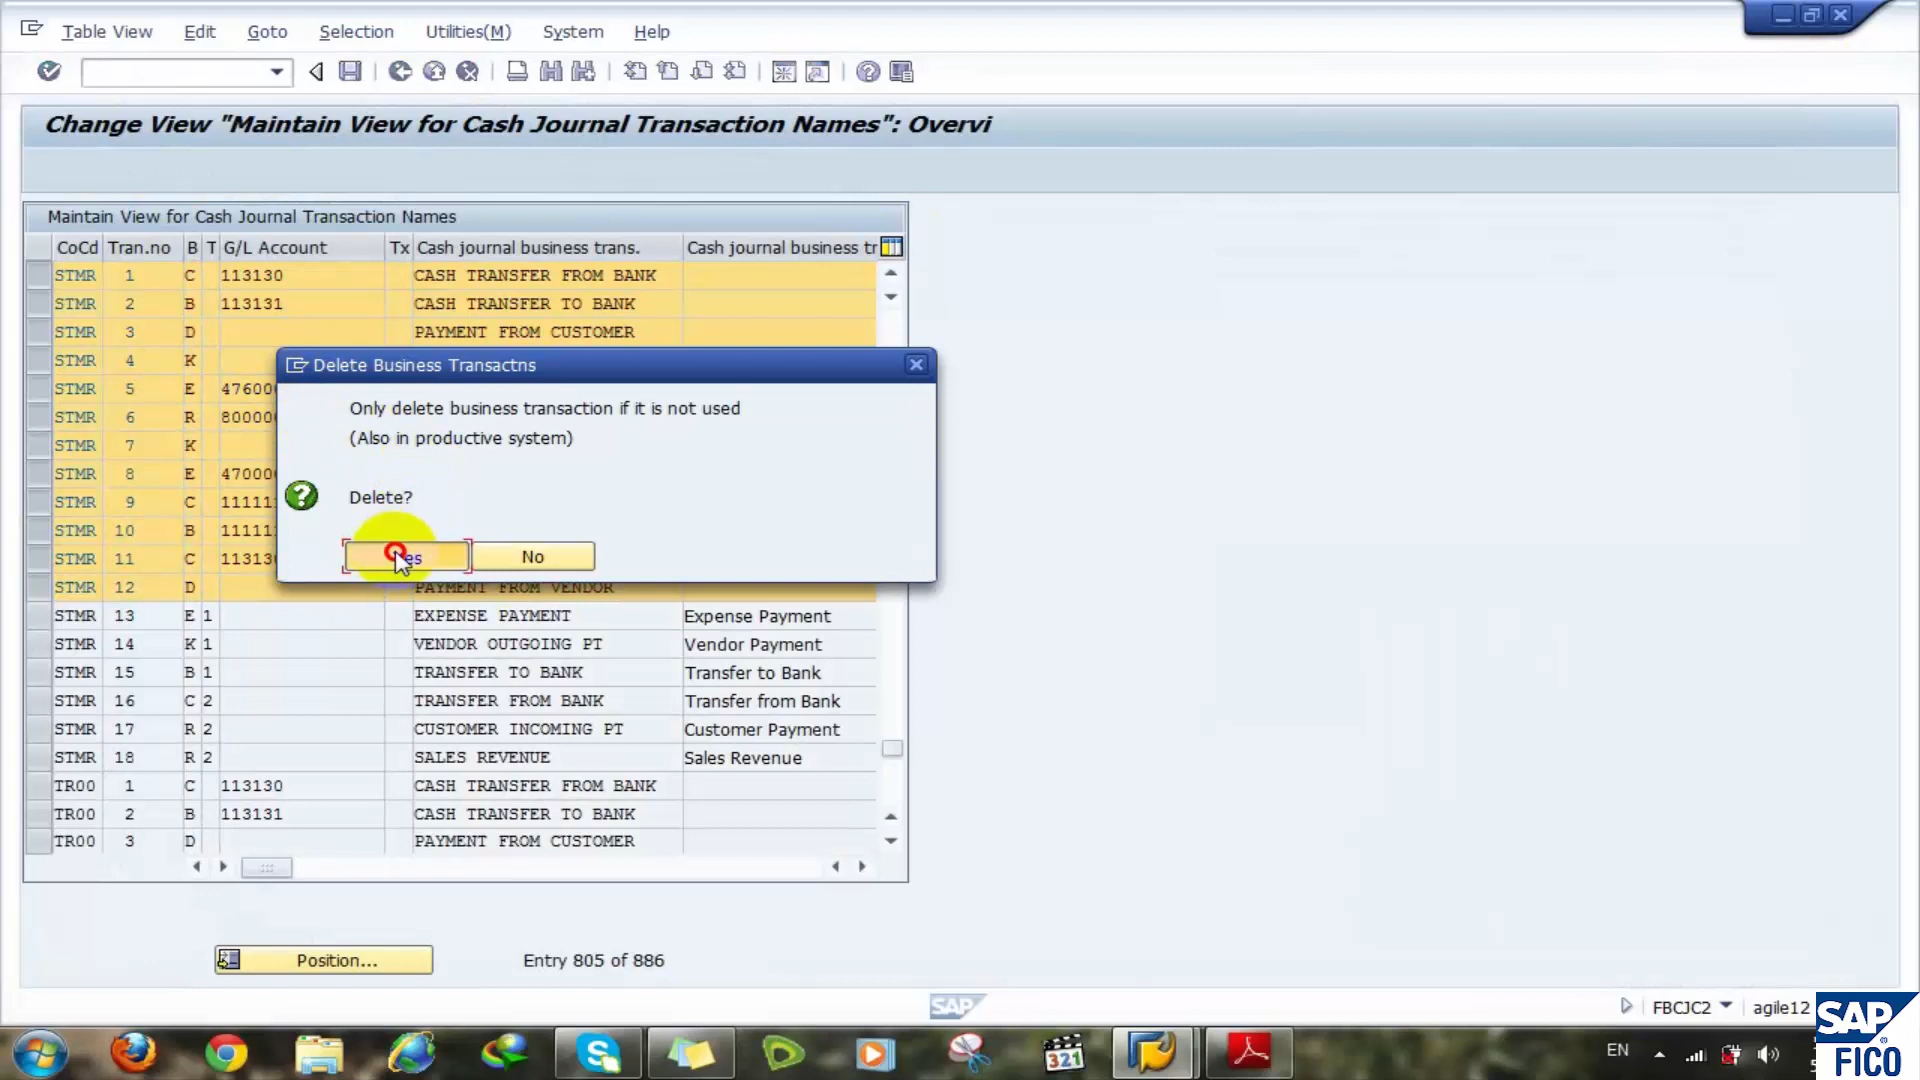 Table View Edit Goto Selection Utilities(M) System Help
Change View "Maintain View for Cash Journal Transaction Names": Overvi
Maintain View for Cash Journal Transaction Names
CoCd Tran.no B T G/L Account Tx Cash journal business trans. Cash journal business tr
STMR 1 C 113130 CASH TRANSFER FROM BANK
STMR 2 B 113131 CASH TRANSFER TO BANK
STMR 3 D PAYMENT FROM CUSTOMER
STMR 4 K
STMR 5 E
STMR 6 R
STMR 7 K
STMR 8 E
STMR 9 C
STMR 10 B
STMR 11 C
STMR 12 D PAYMENT FROM VENDOR
Delete Business Transactns
Only delete business transaction if it is not used
(Also in productive system)
Delete?
No
STMR 13 E 1 EXPENSE PAYMENT Expense Payment
STMR 14 K 1 VENDOR OUTGOING PT Vendor Payment
STMR 15 B 1 TRANSFER TO BANK Transfer to Bank
STMR 16 C 2 TRANSFER FROM BANK Transfer from Bank
STMR 17 R 2 CUSTOMER INCOMING PT Customer Payment
STMR 18 R 2 SALES REVENUE Sales Revenue
TR00 1 C 113130 CASH TRANSFER FROM BANK
TR00 2 B 113131 CASH TRANSFER TO BANK
TR00 3 D PAYMENT FROM CUSTOMER
Position... Entry 805 of 886
SAP
FBCJC2 agile12
SAP
FICO
321
EN